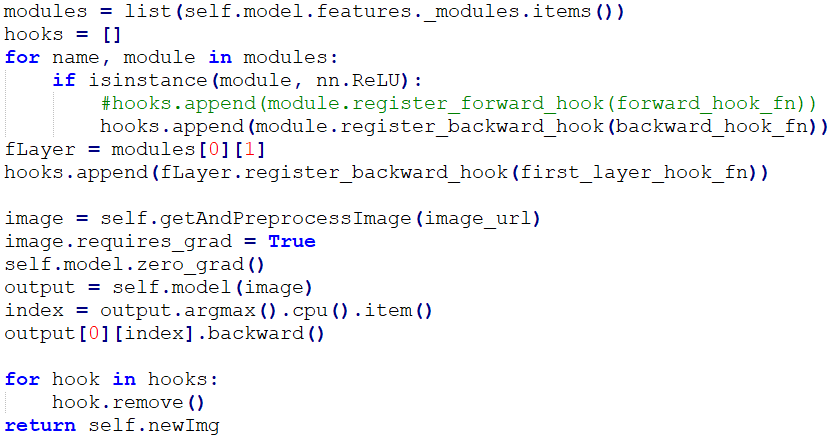 modules = list(self.model.features._modules.items())
hooks = []
for name, module in modules:
    if isinstance(module, nn.ReLU):
        #hooks.append(module.register_forward_hook(forward_hook_fn))
        hooks.append(module.register_backward_hook(backward_hook_fn))
fLayer = modules[0][1]
hooks.append(fLayer.register_backward_hook(first_layer_hook_fn))

image = self.getAndPreprocessImage(image_url)
image.requires_grad = True
self.model.zero_grad()
output = self.model(image)
index = output.argmax().cpu().item()
output[0][index].backward()

for hook in hooks:
    hook.remove()
return self.newImg